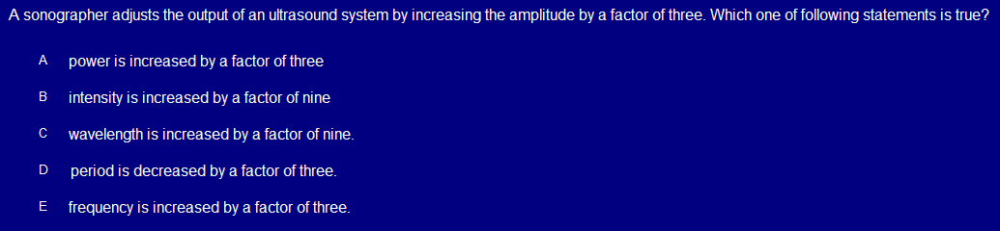 A sonographer adjusts the output of an ultrasound system by increasing the amplitude by a factor of three. Which one of following statements is true?
A power is increased by a factor of three
B intensity is increased by a factor of nine
C wavelength is increased by a factor of nine.
D period is decreased by a factor of three.
E frequency is increased by a factor of three.